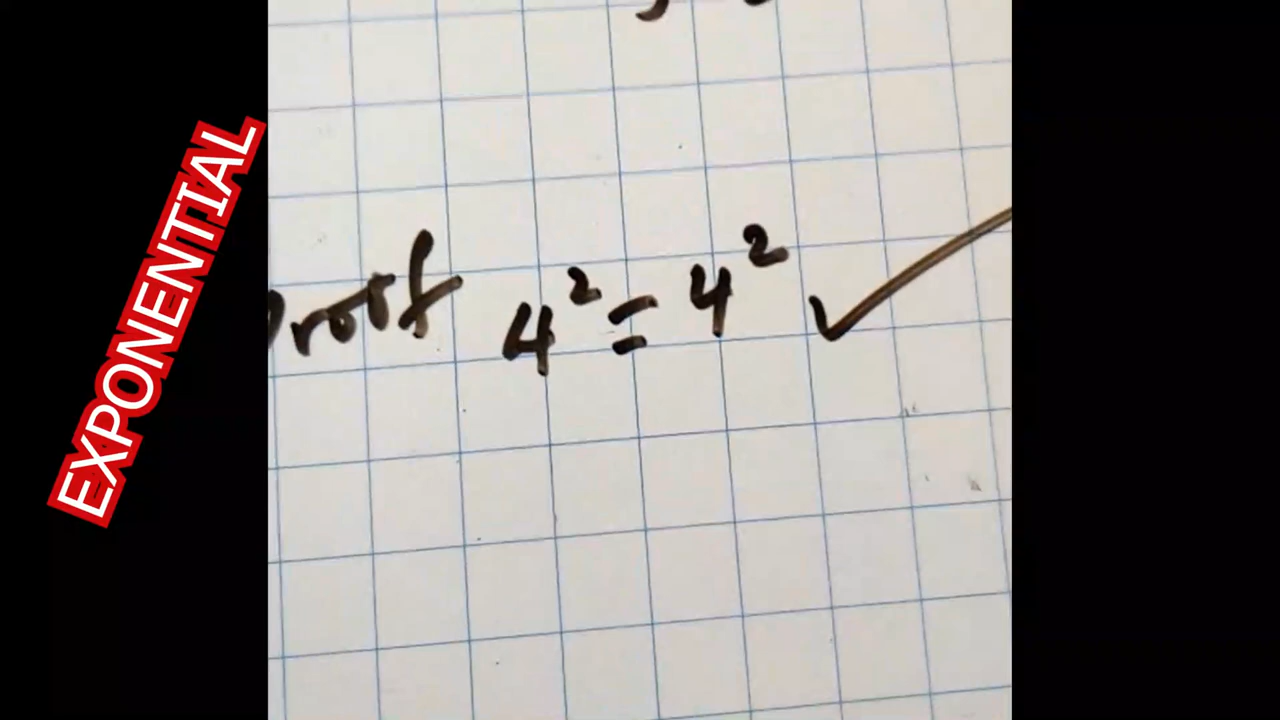 EXPONENTIAL
Proof 4² = 4² ✓